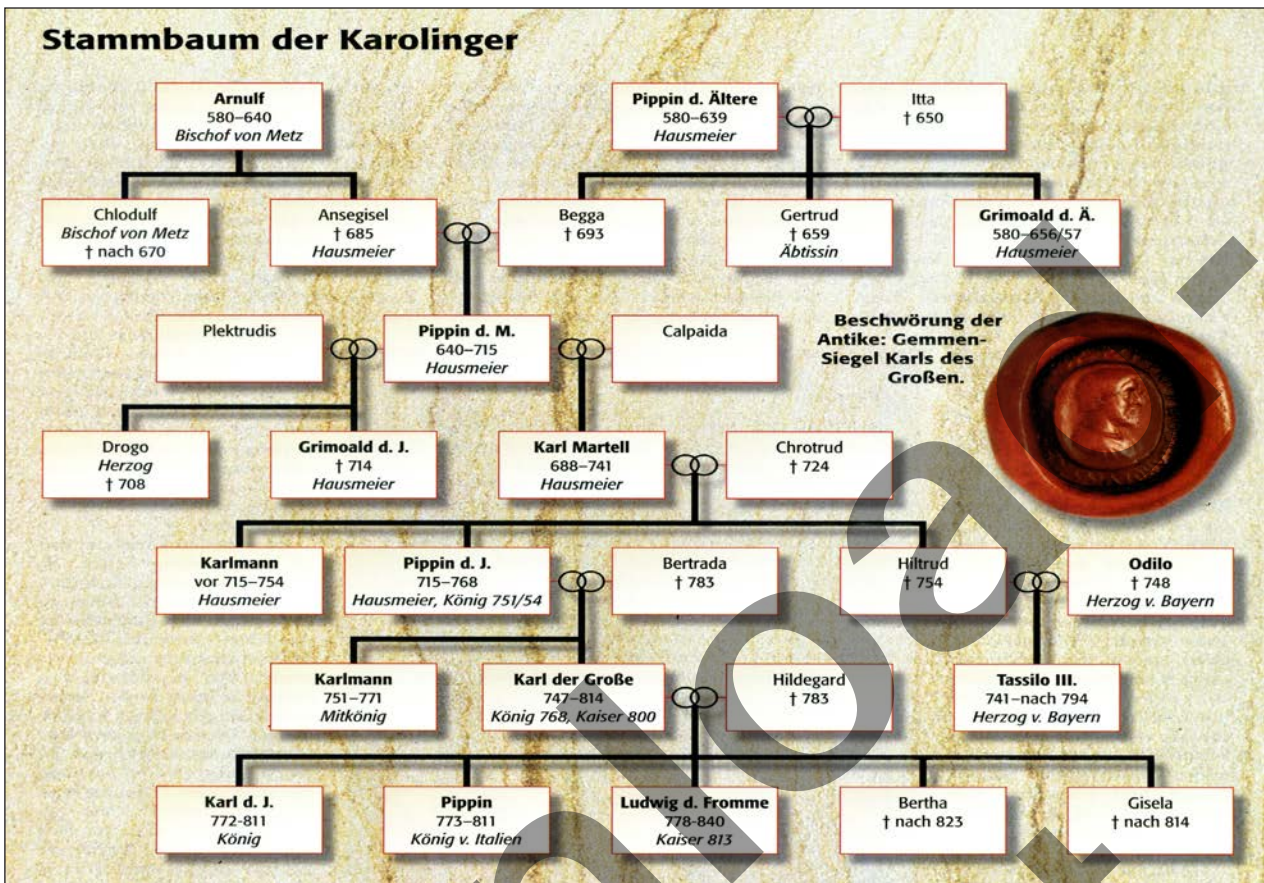 Stammbaum der Karolinger
Arnulf
580–640
Bischof von Metz
Pippin d. Ältere
580–639
Hausmeier
Itta
† 650
Chlodulf
Bischof von Metz
† nach 670
Ansegisel
† 685
Hausmeier
Begga
† 693
Gertrud
† 659
Äbtissin
Grimoald d. Ä.
580–656/57
Hausmeier
Plektrudis
Pippin d. M.
640–715
Hausmeier
Calpaida
Beschwörung der
Antike: Gemmen-
Siegel Karls des
Großen.
Drogo
Herzog
† 708
Grimoald d. J.
† 714
Hausmeier
Karl Martell
688–741
Hausmeier
Chrotrud
† 724
Karlmann
vor 715–754
Hausmeier
Pippin d. J.
715–768
Hausmeier, König 751/54
Bertrada
† 783
Hiltrud
† 754
Odilo
† 748
Herzog v. Bayern
Karlmann
751–771
Mitkönig
Karl der Große
747–814
König 768, Kaiser 800
Hildegard
† 783
Tassilo III.
741–nach 794
Herzog v. Bayern
Karl d. J.
772-811
König
Pippin
773–811
König v. Italien
Ludwig d. Fromme
778-840
Kaiser 813
Bertha
† nach 823
Gisela
† nach 814